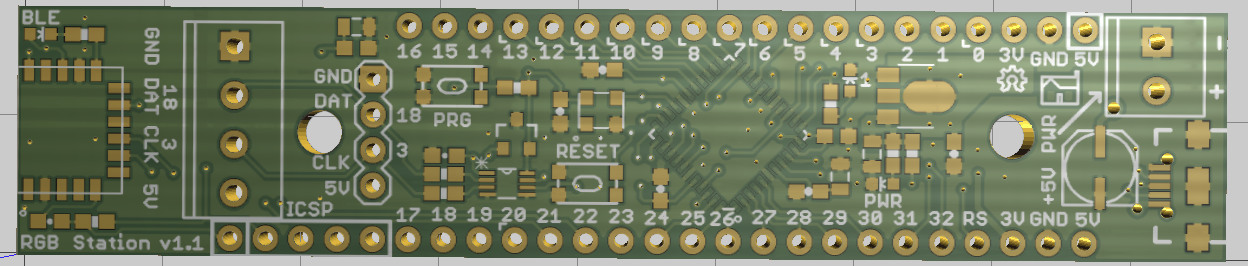 BLE
16 15 14 13 12 11 10 9 8 7 6 5 4 3 2 1 0 3V GND 5V
GND DAT CLK 5V
18 3
GND
DAT
18
CLK
3
5V
PRG
RESET
1
PWR
PWR
+5V
-
+
ICSP
17 18 19 20 21 22 23 24 25 26 27 28 29 30 31 32 RS 3V GND 5V
RGB Station v1.1